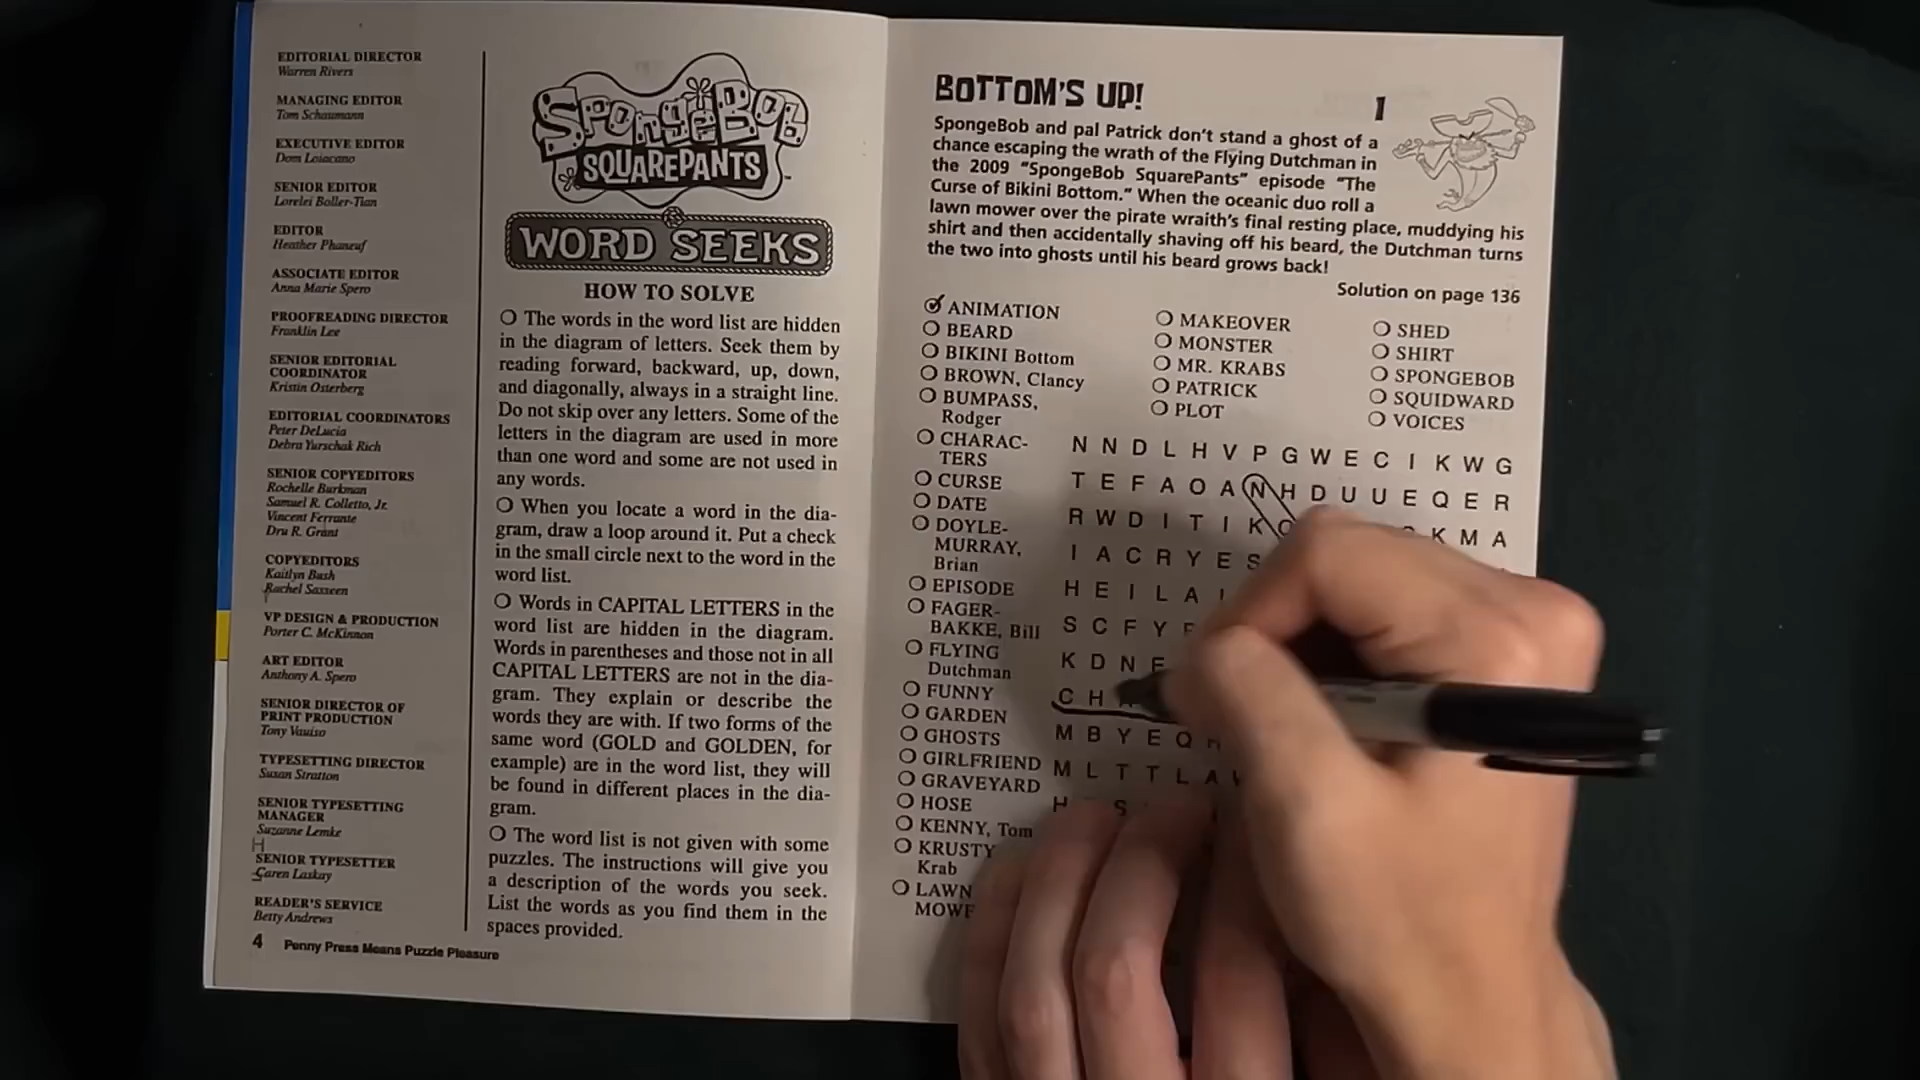 EDITORIAL DIRECTOR
Warren Rivers
MANAGING EDITOR
Tom Schaumann
EXECUTIVE EDITOR
Dom Loiacano
SENIOR EDITOR
Lorelei Boller-Tian
EDITOR
Heather Phaneuf
ASSOCIATE EDITOR
Anna Marie Spero
PROOFREADING DIRECTOR
Franklin Lee
SENIOR EDITORIAL
COORDINATOR
Kristin Osterberg
EDITORIAL COORDINATORS
Peter DeLucia
Debra Yurschak Rich
SENIOR COPYEDITORS
Rochelle Burkman
Samuel R. Colletto, Jr.
Vincent Ferrante
Dru R. Grant
COPYEDITORS
Kaitlyn Bush
Rachel Sasseen
VP DESIGN & PRODUCTION
Porter C. McKinnon
ART EDITOR
Anthony A. Spero
SENIOR DIRECTOR OF
PRINT PRODUCTION
Tony Vauiso
TYPESETTING DIRECTOR
Susan Stratton
SENIOR TYPESETTING
MANAGER
Suzanne Lemke
SENIOR TYPESETTER
Caren Laskay
READER'S SERVICE
Betty Andrews
4 Penny Press Means Puzzle Pleasure
SPONGEBOB
SQUAREPANTS
WORD SEEKS
HOW TO SOLVE
The words in the word list are hidden
in the diagram of letters. Seek them by
reading forward, backward, up, down,
and diagonally, always in a straight line.
Do not skip over any letters. Some of the
letters in the diagram are used in more
than one word and some are not used in
any words.
When you locate a word in the dia-
gram, draw a loop around it. Put a check
in the small circle next to the word in the
word list.
Words in CAPITAL LETTERS in the
word list are hidden in the diagram.
Words in parentheses and those not in all
CAPITAL LETTERS are not in the dia-
gram. They explain or describe the
words they are with. If two forms of the
same word (GOLD and GOLDEN, for
example) are in the word list, they will
be found in different places in the dia-
gram.
The word list is not given with some
puzzles. The instructions will give you
a description of the words you seek.
List the words as you find them in the
spaces provided.
BOTTOM'S UP!
1
SpongeBob and pal Patrick don't stand a ghost of a
chance escaping the wrath of the Flying Dutchman in
the 2009 "SpongeBob SquarePants" episode "The
Curse of Bikini Bottom." When the oceanic duo roll a
lawn mower over the pirate wraith's final resting place, muddying his
shirt and then accidentally shaving off his beard, the Dutchman turns
the two into ghosts until his beard grows back!
Solution on page 136
ANIMATION
BEARD
BIKINI Bottom
BROWN, Clancy
BUMPASS,
Rodger
CHARAC-
TERS
CURSE
DATE
DOYLE-
MURRAY,
Brian
EPISODE
FAGER-
BAKKE, Bill
FLYING
Dutchman
FUNNY
GARDEN
GHOSTS
GIRLFRIEND
GRAVEYARD
HOSE
KENNY, Tom
KRUSTY
Krab
LAWN
MAKEOVER
MONSTER
MR. KRABS
PATRICK
PLOT
SHED
SHIRT
SPONGEBOB
SQUIDWARD
VOICES
N N D L H V P G W E C I K W G
T E F A O A N H D U U E Q E R
R W D I T I K K M A
I A C R Y E S
H E I L A
S C F Y
K D N
C H
M B Y E Q
M L T T L A
H S